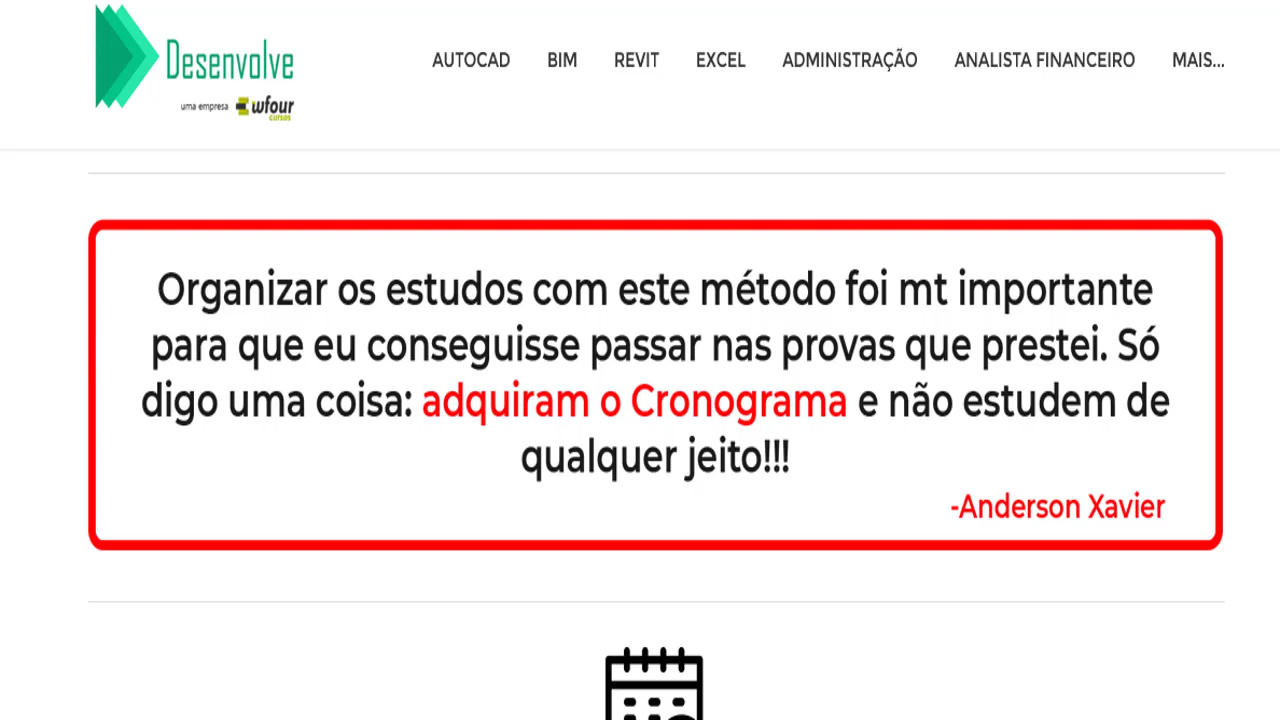 Desenvolve
uma empresa wfour
cursos
AUTOCAD BIM REVIT EXCEL ADMINISTRAÇÃO ANALISTA FINANCEIRO MAIS...
Organizar os estudos com este método foi mt importante
para que eu conseguisse passar nas provas que prestei. Só
digo uma coisa: adquiram o Cronograma e não estudem de
qualquer jeito!!!
-Anderson Xavier